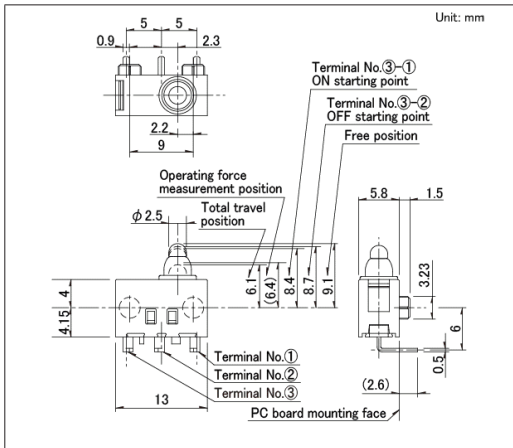 Unit: mm
5 5
0.9 2.3
Terminal No.③-①
ON starting point
Terminal No.③-②
OFF starting point
Free position
2.2
9
Operating force
measurement position
Total travel
position
φ2.5
5.8 1.5
6.1 (6.4) 8.4 8.7 9.1
4
4.15
3.23
6
0.5
Terminal No.①
Terminal No.②
Terminal No.③
(2.6)
13
PC board mounting face